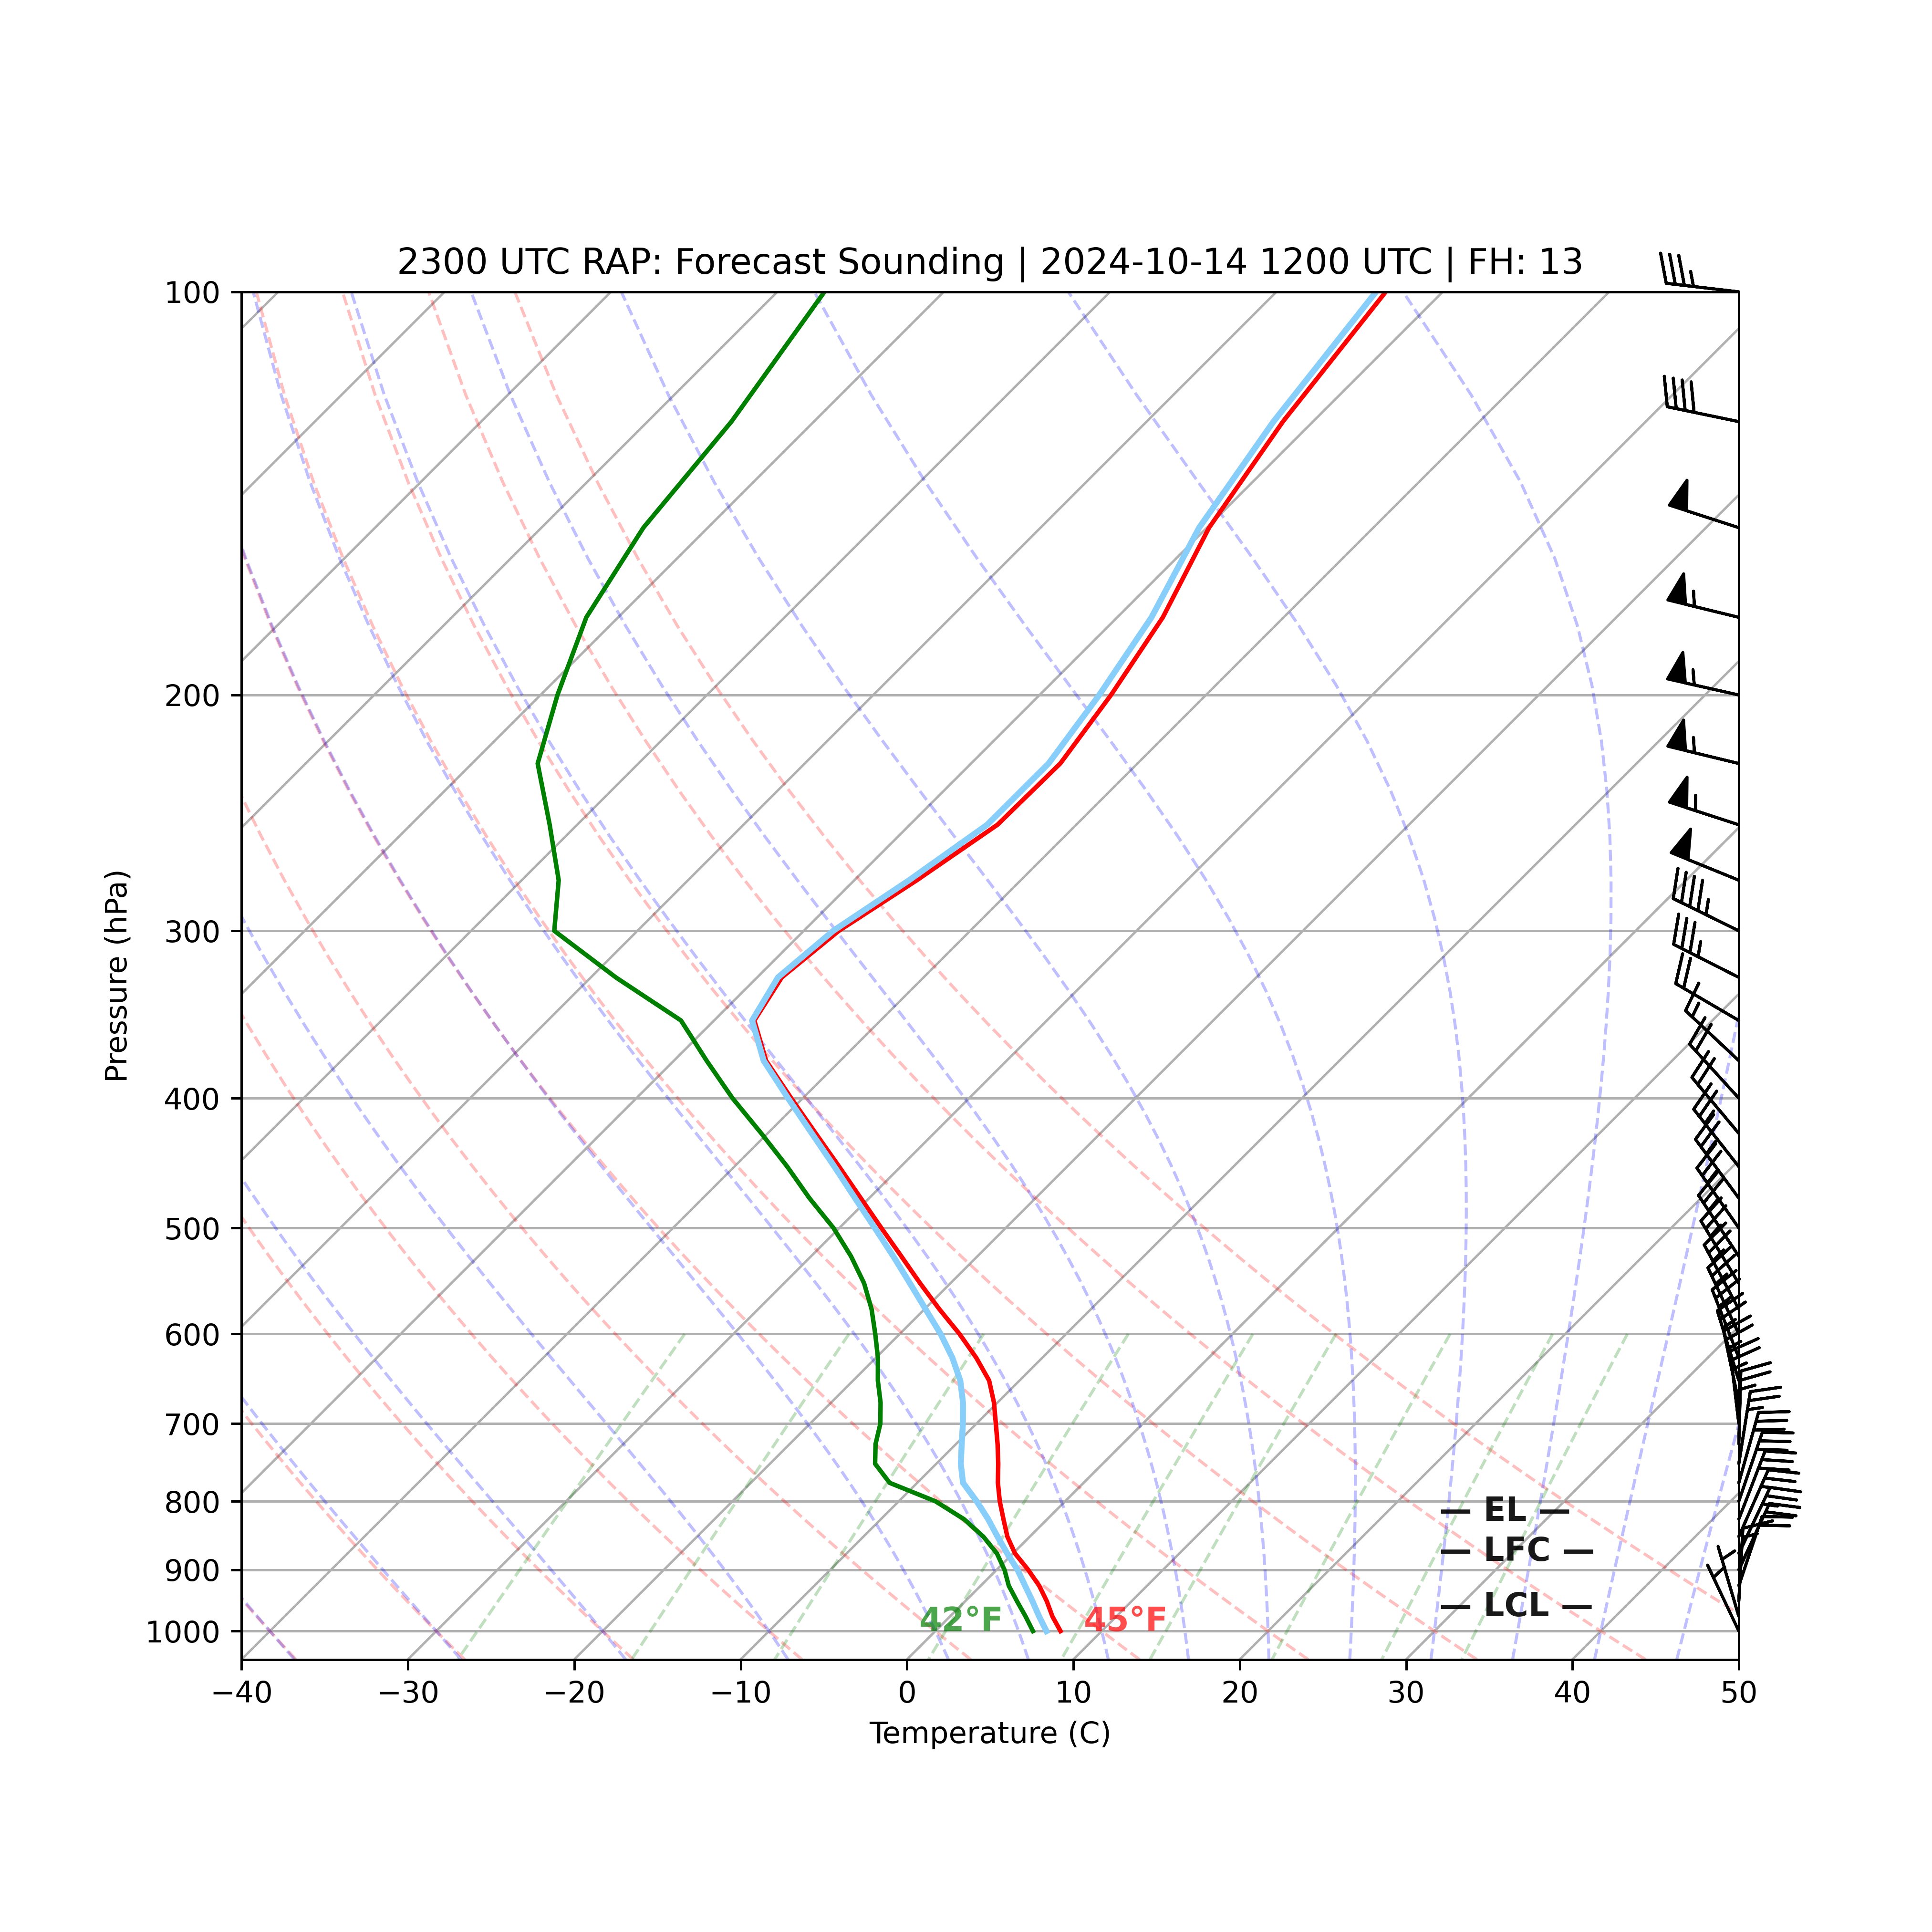 2300 UTC RAP: Forecast Sounding | 2024-10-14 1200 UTC | FH: 13
100
200
300
400
500
600
700
800
900
1000
Pressure (hPa)
— EL —
— LFC —
— LCL —
42°F
45°F
−40 −30 −20 −10 0 10 20 30 40 50
Temperature (C)